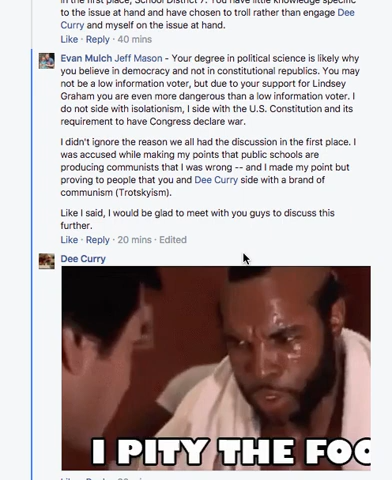 in the first place, School District 7. You have little knowledge specific
to the issue at hand and have chosen to troll rather than engage Dee
Curry and myself on the issue at hand.
Like · Reply · 40 mins
Evan Mulch Jeff Mason - Your degree in political science is likely why
you believe in democracy and not in constitutional republics. You may
not be a low information voter, but due to your support for Lindsey
Graham you are even more dangerous than a low information voter. I
do not side with isolationism, I side with the U.S. Constitution and its
requirement to have Congress declare war.
I didn't ignore the reason we all had the discussion in the first place. I
was accused while making my points that public schools are
producing communists that I was wrong -- and I made my point but
proving to people that you and Dee Curry side with a brand of
communism (Trotskyism).
Like I said, I would be glad to meet with you guys to discuss this
further.
Like · Reply · 20 mins · Edited
Dee Curry
I PITY THE FOO